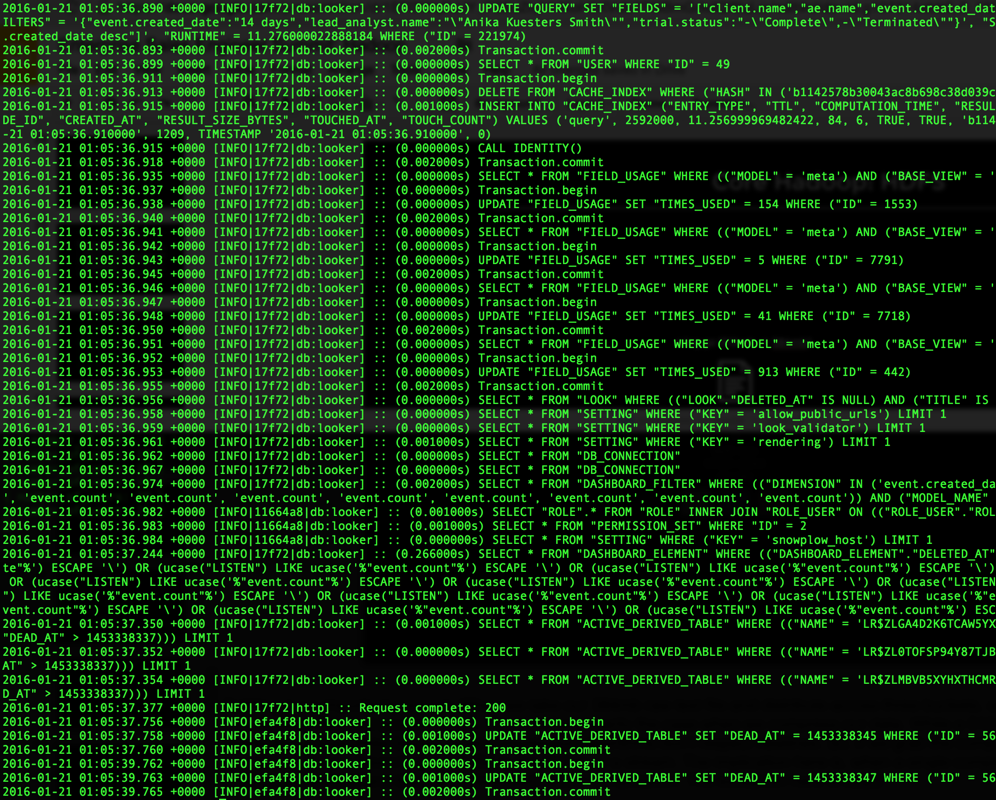 2016-01-21 01:05:36.890 +0000 [INFO|17f72|db:looker] :: (0.000000s) UPDATE "QUERY" SET "FIELDS" = '["client.name","ae.name","event.created_dat
ILTERS" = '{"event.created_date":"14 days","lead_analyst.name":"\"Anika Kuesters Smith\"","trial.status":"-\"Complete\",-\"Terminated\""}', "S
.created_date desc"]', "RUNTIME" = 11.276000022888184 WHERE ("ID" = 221974)
2016-01-21 01:05:36.893 +0000 [INFO|17f72|db:looker] :: (0.002000s) Transaction.commit
2016-01-21 01:05:36.899 +0000 [INFO|17f72|db:looker] :: (0.000000s) SELECT * FROM "USER" WHERE "ID" = 49
2016-01-21 01:05:36.911 +0000 [INFO|17f72|db:looker] :: (0.000000s) Transaction.begin
2016-01-21 01:05:36.913 +0000 [INFO|17f72|db:looker] :: (0.000000s) DELETE FROM "CACHE_INDEX" WHERE ("HASH" IN ('b1142578b30043ac8b698c38d039c
2016-01-21 01:05:36.915 +0000 [INFO|17f72|db:looker] :: (0.001000s) INSERT INTO "CACHE_INDEX" ("ENTRY_TYPE", "TTL", "COMPUTATION_TIME", "RESUL
DE_ID", "CREATED_AT", "RESULT_SIZE_BYTES", "TOUCHED_AT", "TOUCH_COUNT") VALUES ('query', 2592000, 11.256999969482422, 84, 6, TRUE, TRUE, 'b114
-21 01:05:36.910000', 1209, TIMESTAMP '2016-01-21 01:05:36.910000', 0)
2016-01-21 01:05:36.915 +0000 [INFO|17f72|db:looker] :: (0.000000s) CALL IDENTITY()
2016-01-21 01:05:36.918 +0000 [INFO|17f72|db:looker] :: (0.002000s) Transaction.commit
2016-01-21 01:05:36.935 +0000 [INFO|17f72|db:looker] :: (0.000000s) SELECT * FROM "FIELD_USAGE" WHERE (("MODEL" = 'meta') AND ("BASE_VIEW" = '
2016-01-21 01:05:36.937 +0000 [INFO|17f72|db:looker] :: (0.000000s) Transaction.begin
2016-01-21 01:05:36.938 +0000 [INFO|17f72|db:looker] :: (0.000000s) UPDATE "FIELD_USAGE" SET "TIMES_USED" = 154 WHERE ("ID" = 1553)
2016-01-21 01:05:36.940 +0000 [INFO|17f72|db:looker] :: (0.002000s) Transaction.commit
2016-01-21 01:05:36.941 +0000 [INFO|17f72|db:looker] :: (0.000000s) SELECT * FROM "FIELD_USAGE" WHERE (("MODEL" = 'meta') AND ("BASE_VIEW" = '
2016-01-21 01:05:36.942 +0000 [INFO|17f72|db:looker] :: (0.000000s) Transaction.begin
2016-01-21 01:05:36.943 +0000 [INFO|17f72|db:looker] :: (0.000000s) UPDATE "FIELD_USAGE" SET "TIMES_USED" = 5 WHERE ("ID" = 7791)
2016-01-21 01:05:36.945 +0000 [INFO|17f72|db:looker] :: (0.002000s) Transaction.commit
2016-01-21 01:05:36.946 +0000 [INFO|17f72|db:looker] :: (0.000000s) SELECT * FROM "FIELD_USAGE" WHERE (("MODEL" = 'meta') AND ("BASE_VIEW" = '
2016-01-21 01:05:36.947 +0000 [INFO|17f72|db:looker] :: (0.000000s) Transaction.begin
2016-01-21 01:05:36.948 +0000 [INFO|17f72|db:looker] :: (0.000000s) UPDATE "FIELD_USAGE" SET "TIMES_USED" = 41 WHERE ("ID" = 7718)
2016-01-21 01:05:36.950 +0000 [INFO|17f72|db:looker] :: (0.002000s) Transaction.commit
2016-01-21 01:05:36.951 +0000 [INFO|17f72|db:looker] :: (0.000000s) SELECT * FROM "FIELD_USAGE" WHERE (("MODEL" = 'meta') AND ("BASE_VIEW" = '
2016-01-21 01:05:36.952 +0000 [INFO|17f72|db:looker] :: (0.000000s) Transaction.begin
2016-01-21 01:05:36.953 +0000 [INFO|17f72|db:looker] :: (0.000000s) UPDATE "FIELD_USAGE" SET "TIMES_USED" = 913 WHERE ("ID" = 442)
2016-01-21 01:05:36.955 +0000 [INFO|17f72|db:looker] :: (0.002000s) Transaction.commit
2016-01-21 01:05:36.956 +0000 [INFO|17f72|db:looker] :: (0.000000s) SELECT * FROM "LOOK" WHERE (("LOOK"."DELETED_AT" IS NULL) AND ("TITLE" IS
2016-01-21 01:05:36.958 +0000 [INFO|17f72|db:looker] :: (0.000000s) SELECT * FROM "SETTING" WHERE ("KEY" = 'allow_public_urls') LIMIT 1
2016-01-21 01:05:36.959 +0000 [INFO|17f72|db:looker] :: (0.000000s) SELECT * FROM "SETTING" WHERE ("KEY" = 'look_validator') LIMIT 1
2016-01-21 01:05:36.961 +0000 [INFO|17f72|db:looker] :: (0.001000s) SELECT * FROM "SETTING" WHERE ("KEY" = 'rendering') LIMIT 1
2016-01-21 01:05:36.962 +0000 [INFO|17f72|db:looker] :: (0.000000s) SELECT * FROM "DB_CONNECTION"
2016-01-21 01:05:36.967 +0000 [INFO|17f72|db:looker] :: (0.000000s) SELECT * FROM "DB_CONNECTION"
2016-01-21 01:05:36.974 +0000 [INFO|17f72|db:looker] :: (0.000000s) SELECT * FROM "DASHBOARD_FILTER" WHERE (("DIMENSION" IN ('event.created_da
', 'event.count', 'event.count', 'event.count', 'event.count', 'event.count', 'event.count', 'event.count', 'event.count')) AND ("MODEL_NAME"
2016-01-21 01:05:36.982 +0000 [INFO|11664a8|db:looker] :: (0.001000s) SELECT "ROLE".* FROM "ROLE" INNER JOIN "ROLE_USER" ON (("ROLE_USER"."ROL
2016-01-21 01:05:36.983 +0000 [INFO|11664a8|db:looker] :: (0.000000s) SELECT * FROM "PERMISSION_SET" WHERE "ID" = 2
2016-01-21 01:05:36.984 +0000 [INFO|11664a8|db:looker] :: (0.000000s) SELECT * FROM "SETTING" WHERE ("KEY" = 'snowplow_host') LIMIT 1
2016-01-21 01:05:37.244 +0000 [INFO|17f72|db:looker] :: (0.266000s) SELECT * FROM "DASHBOARD_ELEMENT" WHERE (("DASHBOARD_ELEMENT"."DELETED_AT"
te"%') ESCAPE '\') OR (ucase("LISTEN") LIKE ucase('%"event.count"%') ESCAPE '\') OR (ucase("LISTEN") LIKE ucase('%"event.count"%') ESCAPE '\')
 OR (ucase("LISTEN") LIKE ucase('%"event.count"%') ESCAPE '\') OR (ucase("LISTEN") LIKE ucase('%"event.count"%') ESCAPE '\') OR (ucase("LISTEN
") LIKE ucase('%"event.count"%') ESCAPE '\') OR (ucase("LISTEN") LIKE ucase('%"event.count"%') ESCAPE '\') OR (ucase("LISTEN") LIKE ucase('%"e
vent.count"%') ESCAPE '\') OR (ucase("LISTEN") LIKE ucase('%"event.count"%') ESCAPE '\') OR (ucase("LISTEN") LIKE ucase('%"event.count"%') ESC
2016-01-21 01:05:37.350 +0000 [INFO|17f72|db:looker] :: (0.001000s) SELECT * FROM "ACTIVE_DERIVED_TABLE" WHERE (("NAME" = 'LR$ZLGA4D2K6TCAW5YX
"DEAD_AT" > 1453338337))) LIMIT 1
2016-01-21 01:05:37.352 +0000 [INFO|17f72|db:looker] :: (0.000000s) SELECT * FROM "ACTIVE_DERIVED_TABLE" WHERE (("NAME" = 'LR$ZL0TOFSP94Y87TJB
AT" > 1453338337))) LIMIT 1
2016-01-21 01:05:37.354 +0000 [INFO|17f72|db:looker] :: (0.000000s) SELECT * FROM "ACTIVE_DERIVED_TABLE" WHERE (("NAME" = 'LR$ZLMBVB5XYHXTHCMR
D_AT" > 1453338337))) LIMIT 1
2016-01-21 01:05:37.377 +0000 [INFO|17f72|http] :: Request complete: 200
2016-01-21 01:05:37.756 +0000 [INFO|efa4f8|db:looker] :: (0.000000s) Transaction.begin
2016-01-21 01:05:37.758 +0000 [INFO|efa4f8|db:looker] :: (0.001000s) UPDATE "ACTIVE_DERIVED_TABLE" SET "DEAD_AT" = 1453338345 WHERE ("ID" = 56
2016-01-21 01:05:37.760 +0000 [INFO|efa4f8|db:looker] :: (0.002000s) Transaction.commit
2016-01-21 01:05:39.762 +0000 [INFO|efa4f8|db:looker] :: (0.000000s) Transaction.begin
2016-01-21 01:05:39.763 +0000 [INFO|efa4f8|db:looker] :: (0.001000s) UPDATE "ACTIVE_DERIVED_TABLE" SET "DEAD_AT" = 1453338347 WHERE ("ID" = 56
2016-01-21 01:05:39.765 +0000 [INFO|efa4f8|db:looker] :: (0.002000s) Transaction.commit